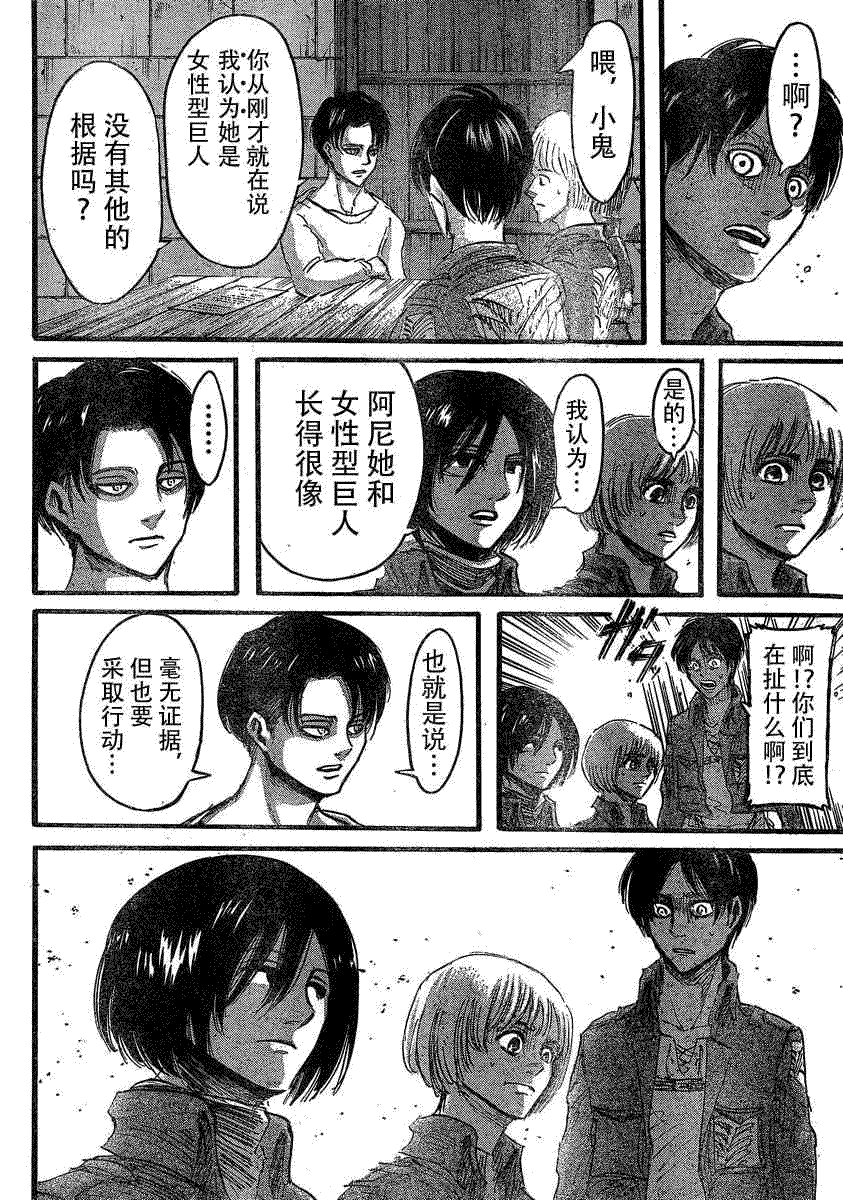 …啊?
喂,
小鬼
你从刚才就在说
我认为她是
女性型巨人
没有其他的
根据吗?
是的…
我认为…
阿尼她和
女性型巨人
长得很像
……
啊!?你们到底
在扯什么啊!?
ガタ
也就是说…
毫无证据,
但也要
采取行动…